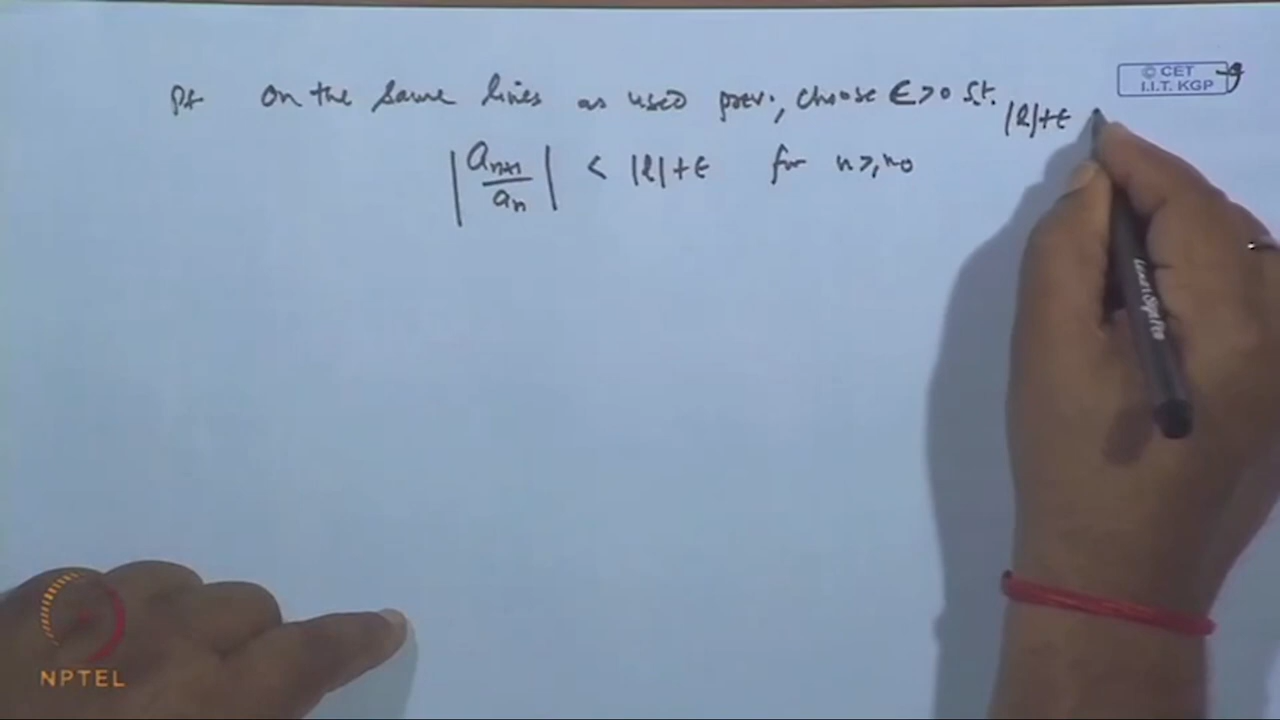 Pf On the same lines as used prev., choose ε>0 s.t.
|l|+ε
|a_{n+1}/a_n| < |l|+ε for n≥n₀
© CET
I.I.T. KGP
NPTEL